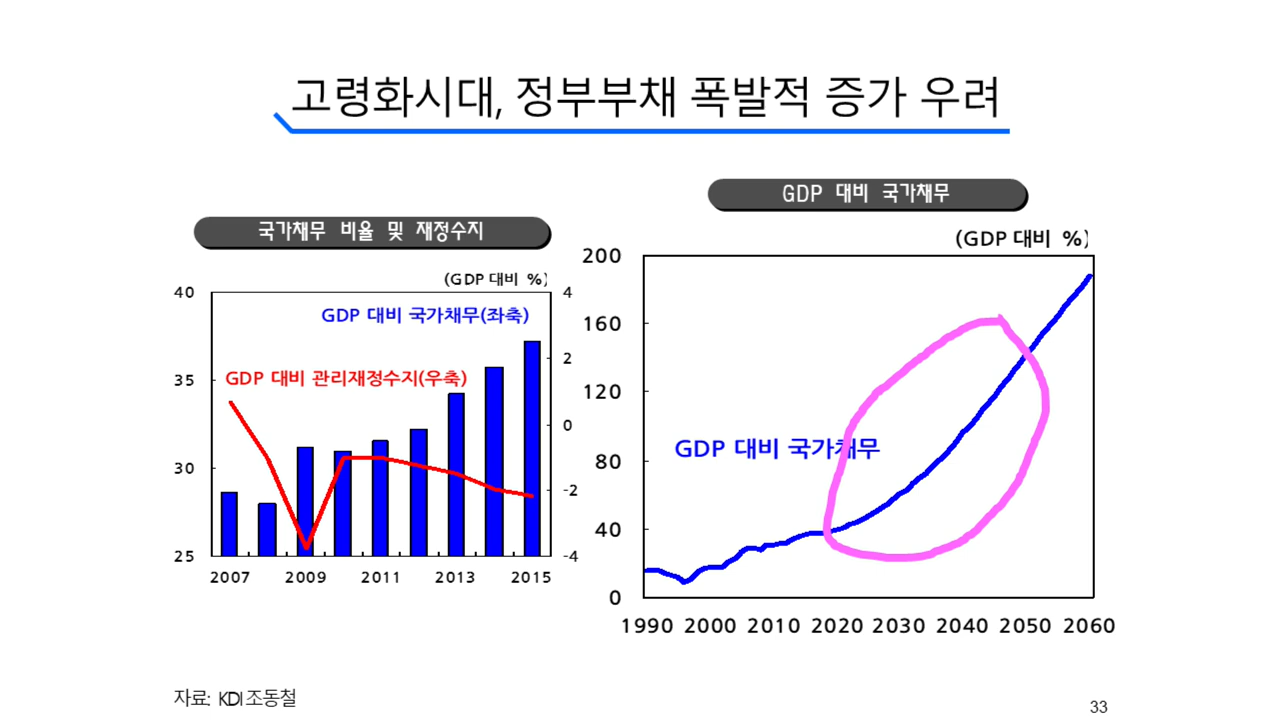 고령화시대, 정부부채 폭발적 증가 우려
국가채무 비율 및 재정수지
(GDP 대비 %)
40
35
30
25
4
2
0
-2
-4
GDP 대비 국가채무(좌축)
GDP 대비 관리재정수지(우축)
2007 2009 2011 2013 2015
GDP 대비 국가채무
(GDP 대비 %)
200
160
120
80
40
0
GDP 대비 국가채무
1990 2000 2010 2020 2030 2040 2050 2060
자료: KDI 조동철
33